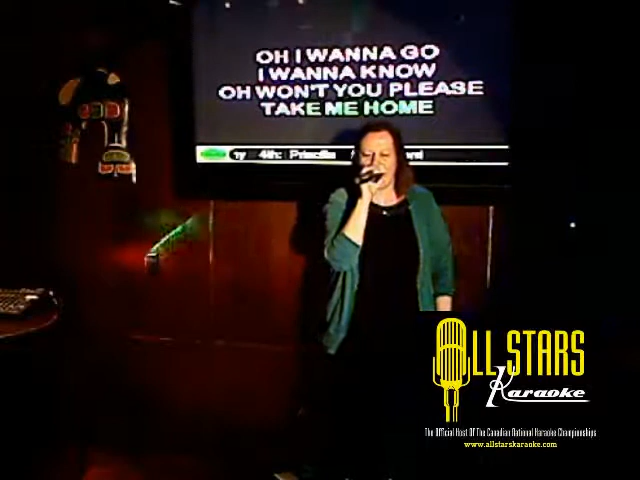 OH I WANNA GO
I WANNA KNOW
OH WON'T YOU PLEASE
TAKE ME HOME
4th: Priscilla
ALL STARS
Karaoke
The Official Host Of The Canadian National Karaoke Championships
www.allstarskaraoke.com